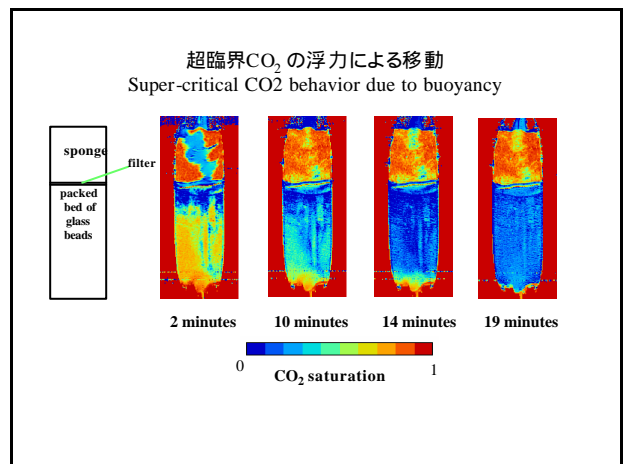 超臨界CO2 の浮力による移動
Super-critical CO2 behavior due to buoyancy
sponge
filter
packed
bed of
glass
beads
2 minutes 10 minutes 14 minutes 19 minutes
0 1
CO2 saturation